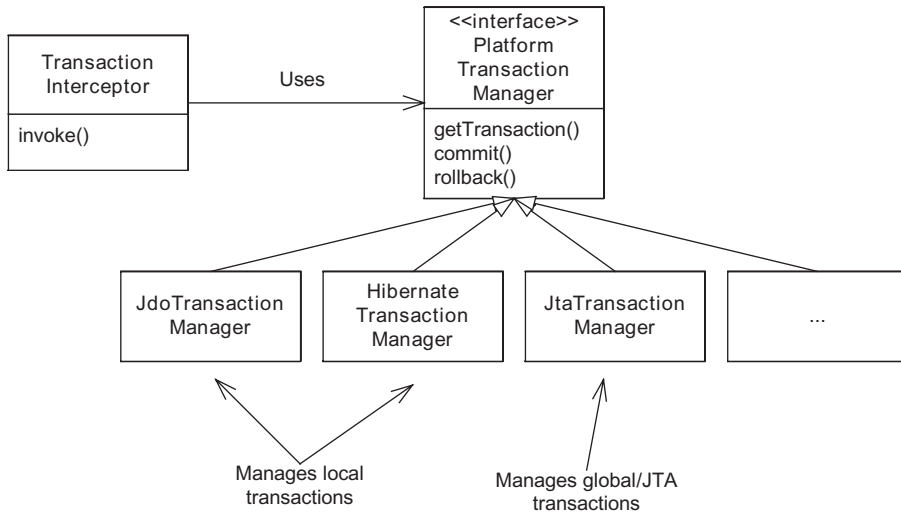 <<interface>>
Platform
Transaction
Manager
Transaction
Interceptor
Uses
invoke()
getTransaction()
commit()
rollback()
JdoTransaction
Manager
Hibernate
Transaction
Manager
JtaTransaction
Manager
...
Manages local
transactions
Manages global/JTA
transactions